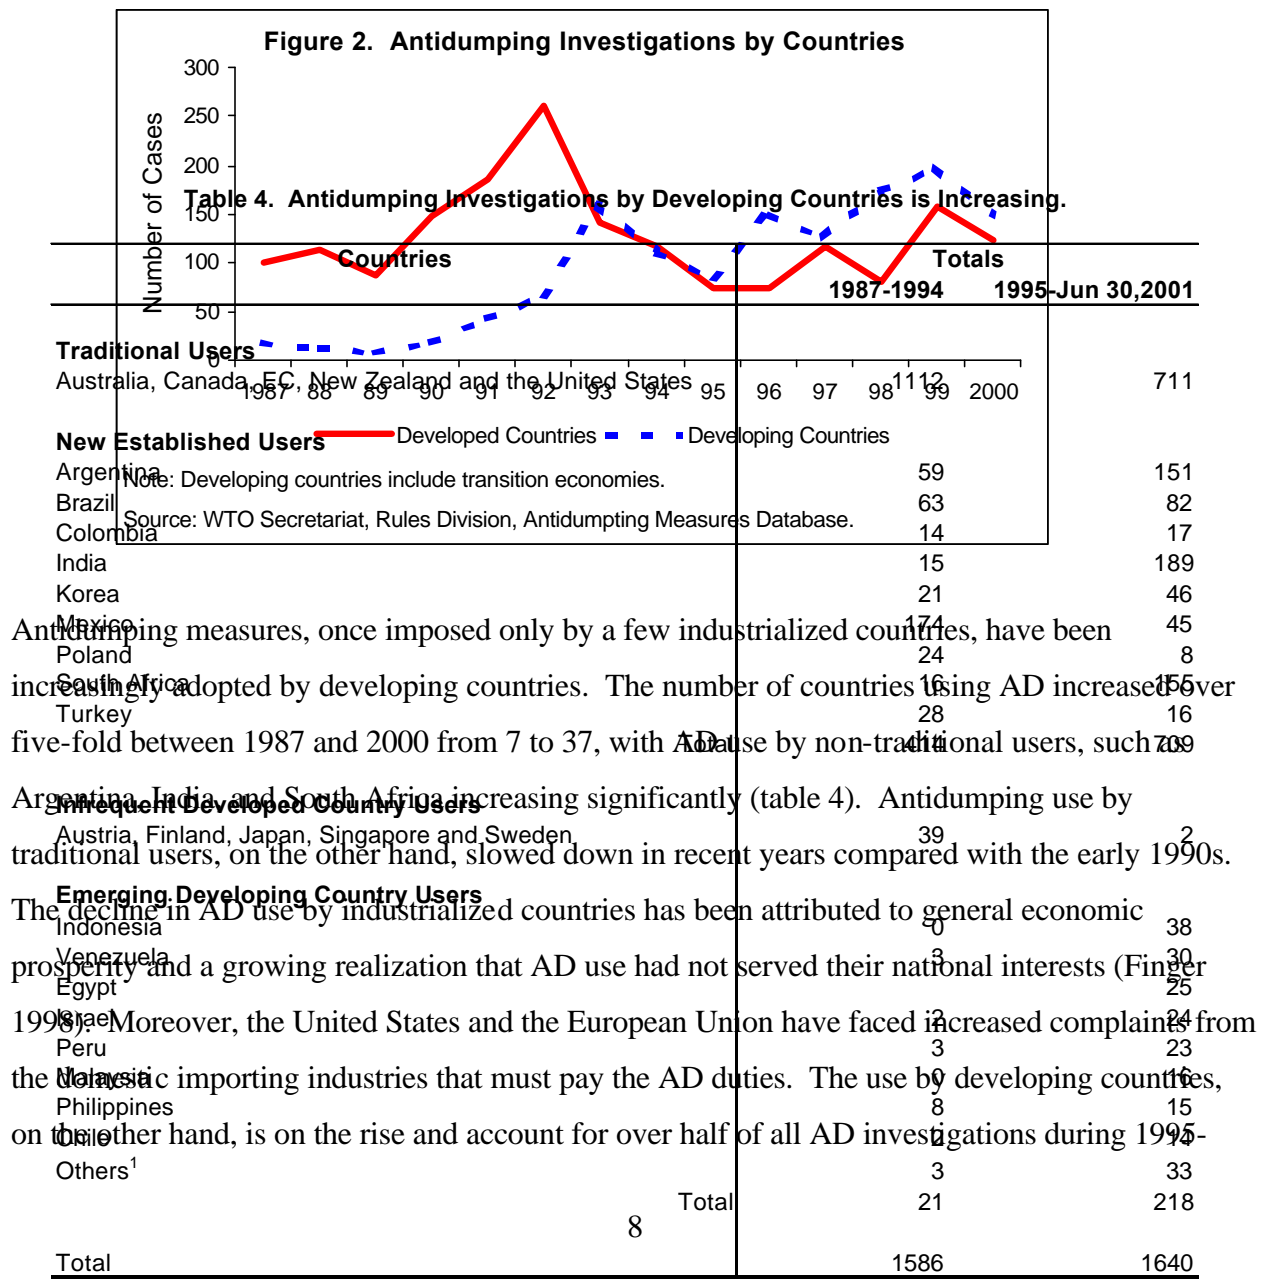 Figure 2.  Antidumping Investigations by Countries
300
250
200
150
100
50
0
Number of Cases
1987 88 89 90 91 92 93 94 95 96 97 98 99 2000
Developed Countries Developing Countries
Note: Developing countries include transition economies.
Source: WTO Secretariat, Rules Division, Antidumpting Measures Database.
Table 4.  Antidumping Investigations by Developing Countries is Increasing.
Countries Totals
1987-1994 1995-Jun 30,2001
Traditional Users
Australia, Canada, EC, New Zealand and the United States 1112 711
New Established Users
Argentina 59 151
Brazil 63 82
Colombia 14 17
India 15 189
Korea 21 46
Mexico 174 45
Poland 24 8
South Africa 16 155
Turkey 28 16
Total 414 709
Infrequent Developed Country Users
Austria, Finland, Japan, Singapore and Sweden 39 2
Emerging Developing Country Users
Indonesia 0 38
Venezuela 3 30
Egypt 25
Israel 2 24
Peru 3 23
Malaysia 0 16
Philippines 8 15
Chile 2 14
Others1 3 33
Total 21 218
Total 1586 1640
Antidumping measures, once imposed only by a few industrialized countries, have been
increasingly adopted by developing countries.  The number of countries using AD increased over
five-fold between 1987 and 2000 from 7 to 37, with AD use by non-traditional users, such as
Argentina, India, and South Africa increasing significantly (table 4).  Antidumping use by
traditional users, on the other hand, slowed down in recent years compared with the early 1990s.
The decline in AD use by industrialized countries has been attributed to general economic
prosperity and a growing realization that AD use had not served their national interests (Finger
1998).  Moreover, the United States and the European Union have faced increased complaints from
the domestic importing industries that must pay the AD duties.  The use by developing countries,
on the other hand, is on the rise and account for over half of all AD investigations during 1995-
8